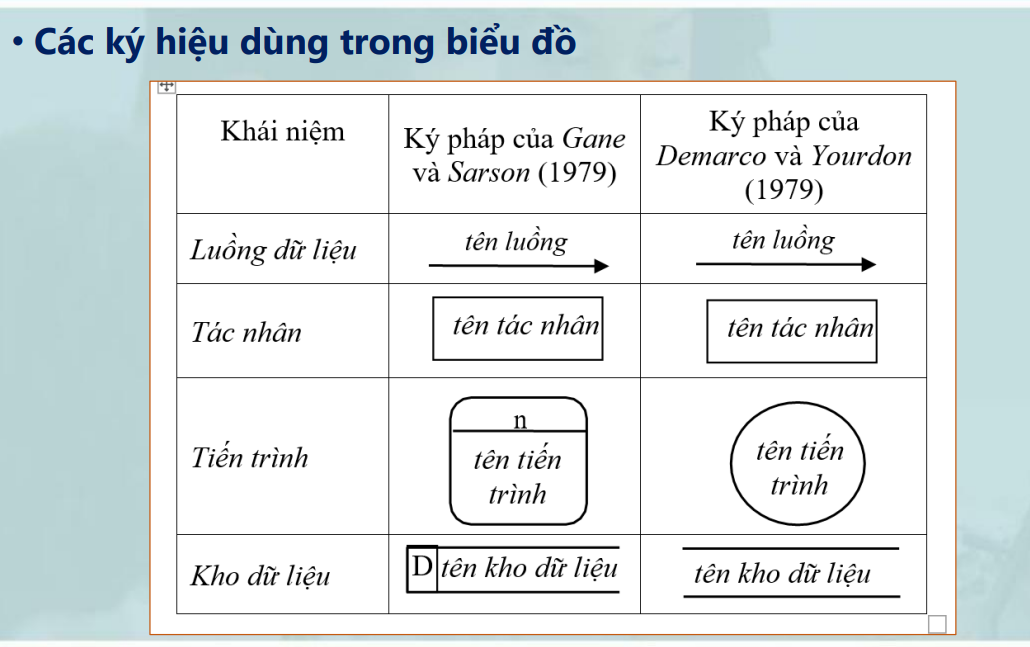 • Các ký hiệu dùng trong biểu đồ
Khái niệm
Ký pháp của Gane
và Sarson (1979)
Ký pháp của
Demarco và Yourdon
(1979)
Luồng dữ liệu
tên luồng
tên luồng
Tác nhân
tên tác nhân
tên tác nhân
Tiến trình
n
tên tiến
trình
tên tiến
trình
Kho dữ liệu
D tên kho dữ liệu
tên kho dữ liệu